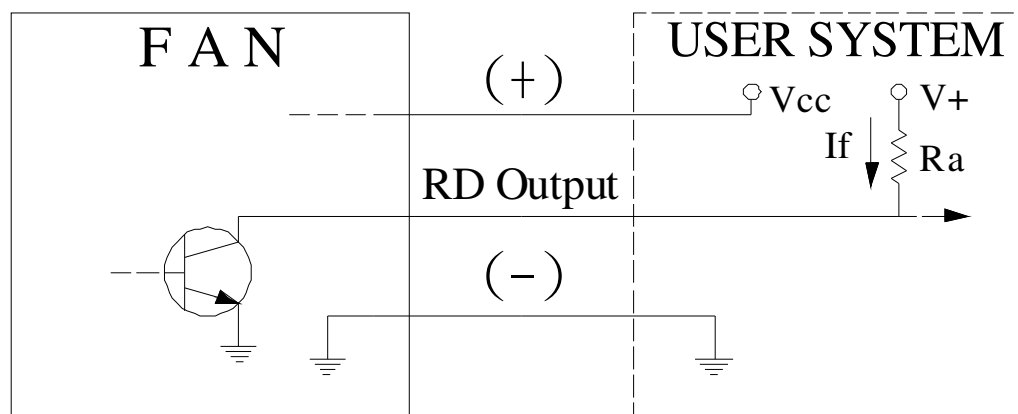 F A N
USER SYSTEM
(+)
Vcc
V+
If
Ra
RD Output
(-)